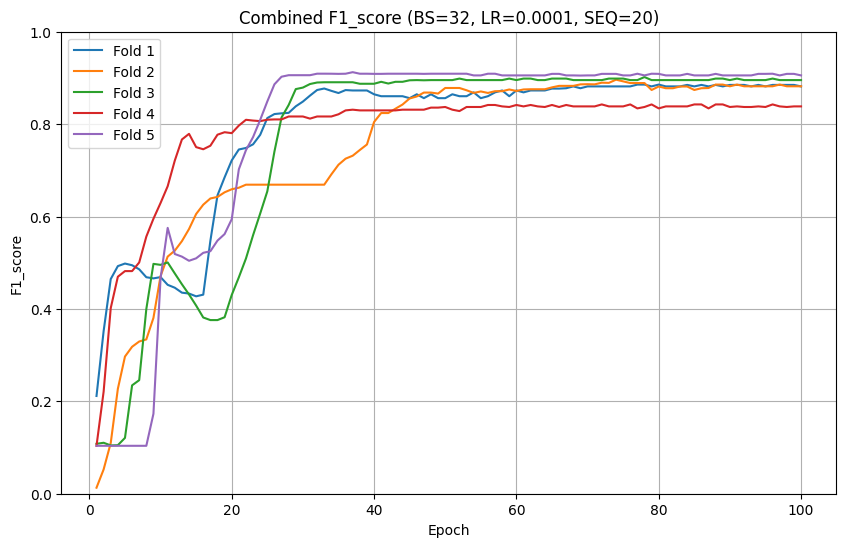 Combined F1_score (BS=32, LR=0.0001, SEQ=20)
Fold 1
Fold 2
Fold 3
Fold 4
Fold 5
F1_score
1.0
0.8
0.6
0.4
0.2
0.0
0 20 40 60 80 100
Epoch